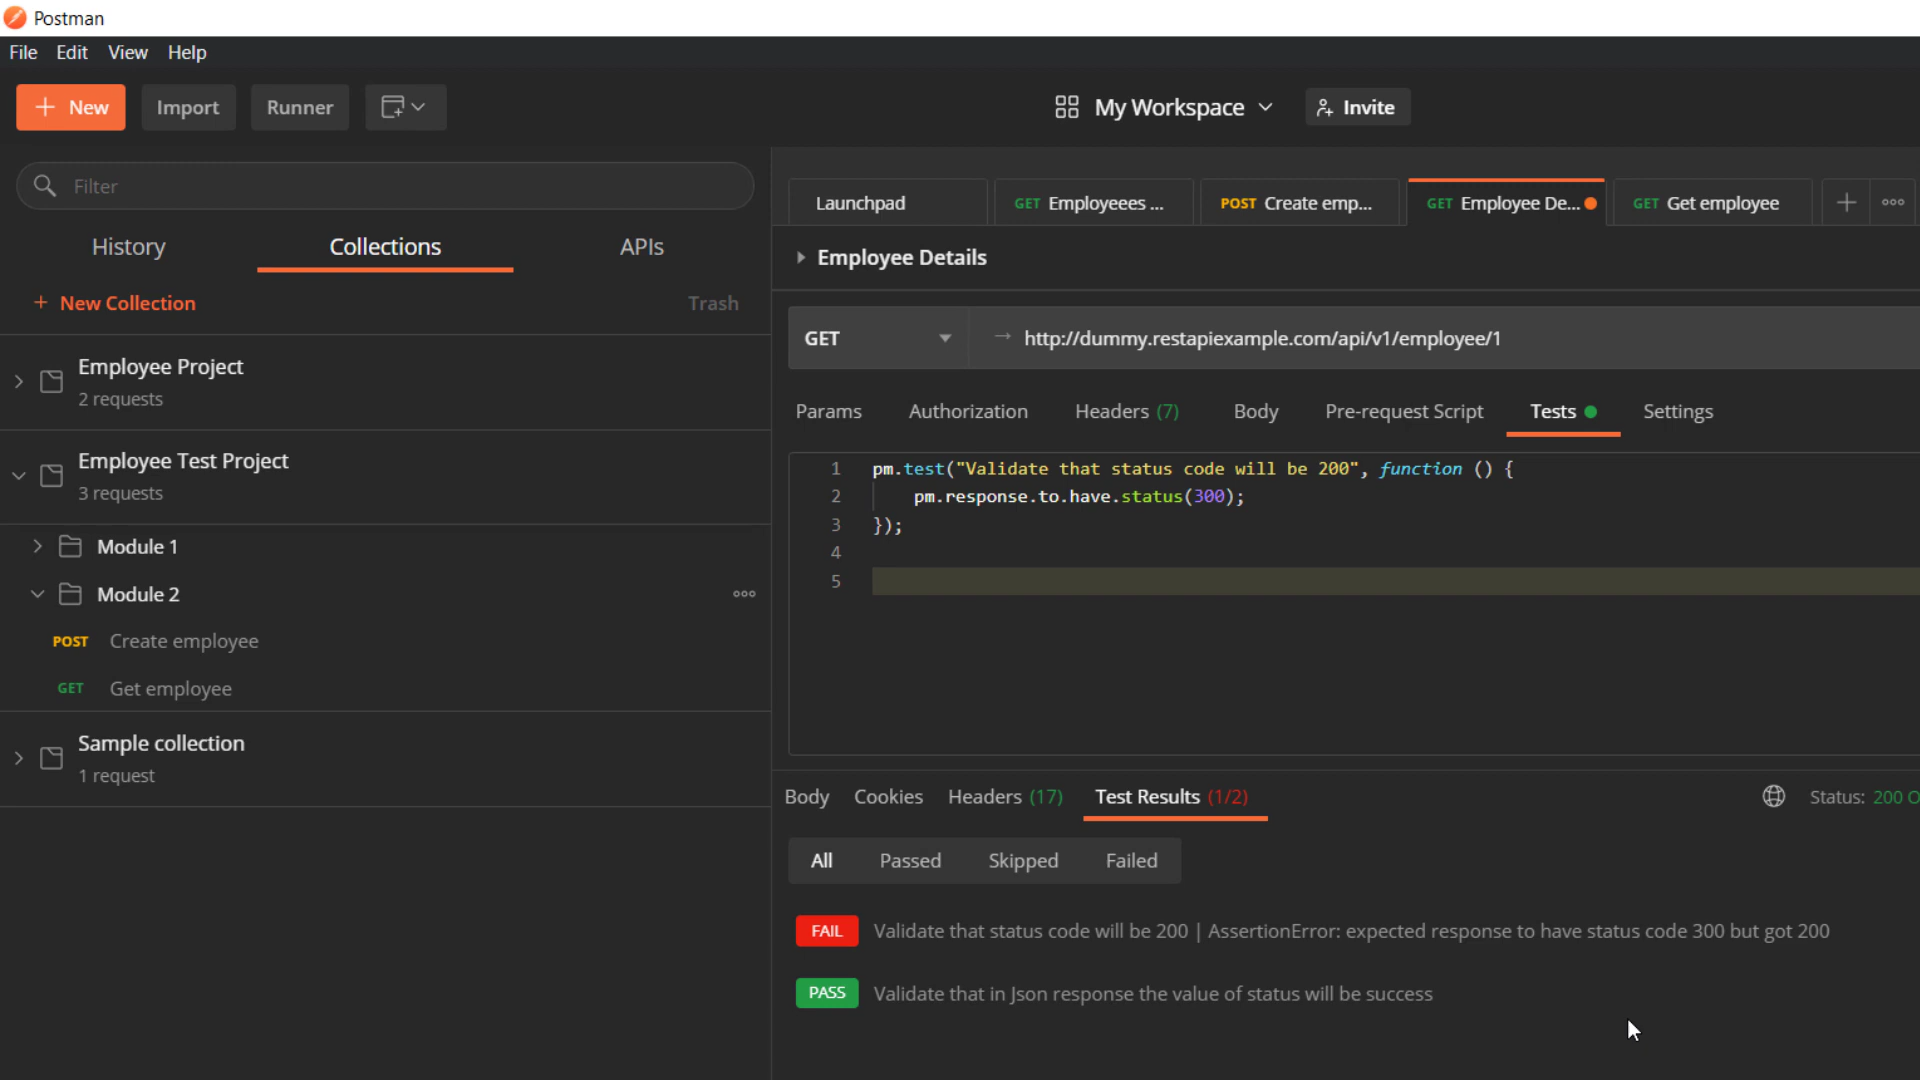 Postman
File Edit View Help
+ New Import Runner
My Workspace Invite
Filter
History Collections APIs
+ New Collection Trash
Employee Project
2 requests
Employee Test Project
3 requests
Module 1
Module 2
POST Create employee
GET Get employee
Sample collection
1 request
Launchpad GET Employeees ... POST Create emp... GET Employee De... GET Get employee
Employee Details
GET → http://dummy.restapiexample.com/api/v1/employee/1
Params Authorization Headers (7) Body Pre-request Script Tests Settings
1 pm.test("Validate that status code will be 200", function () {
2 pm.response.to.have.status(300);
3 });
4
5
Body Cookies Headers (17) Test Results (1/2) Status: 200 O
All Passed Skipped Failed
FAIL Validate that status code will be 200 | AssertionError: expected response to have status code 300 but got 200
PASS Validate that in Json response the value of status will be success